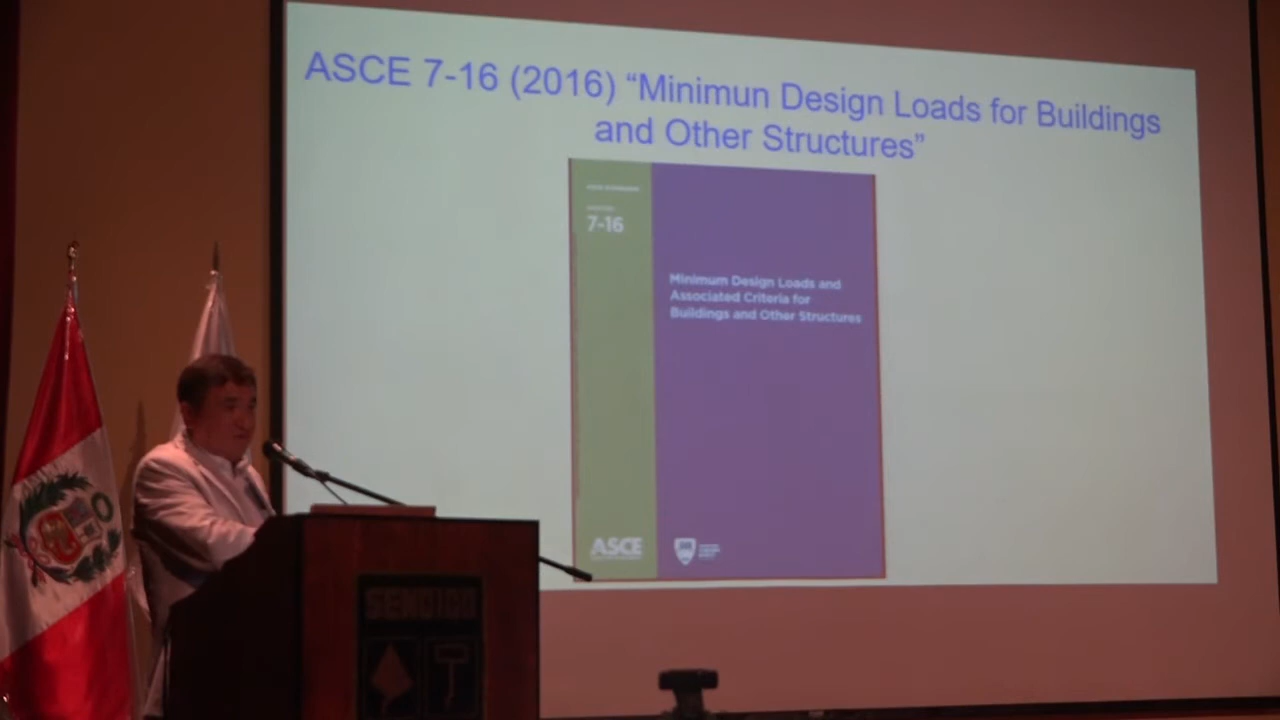 ASCE 7-16 (2016) “Minimun Design Loads for Buildings
and Other Structures”
7-16
Minimum Design Loads and
Associated Criteria for
Buildings and Other Structures
ASCE
SENCICO